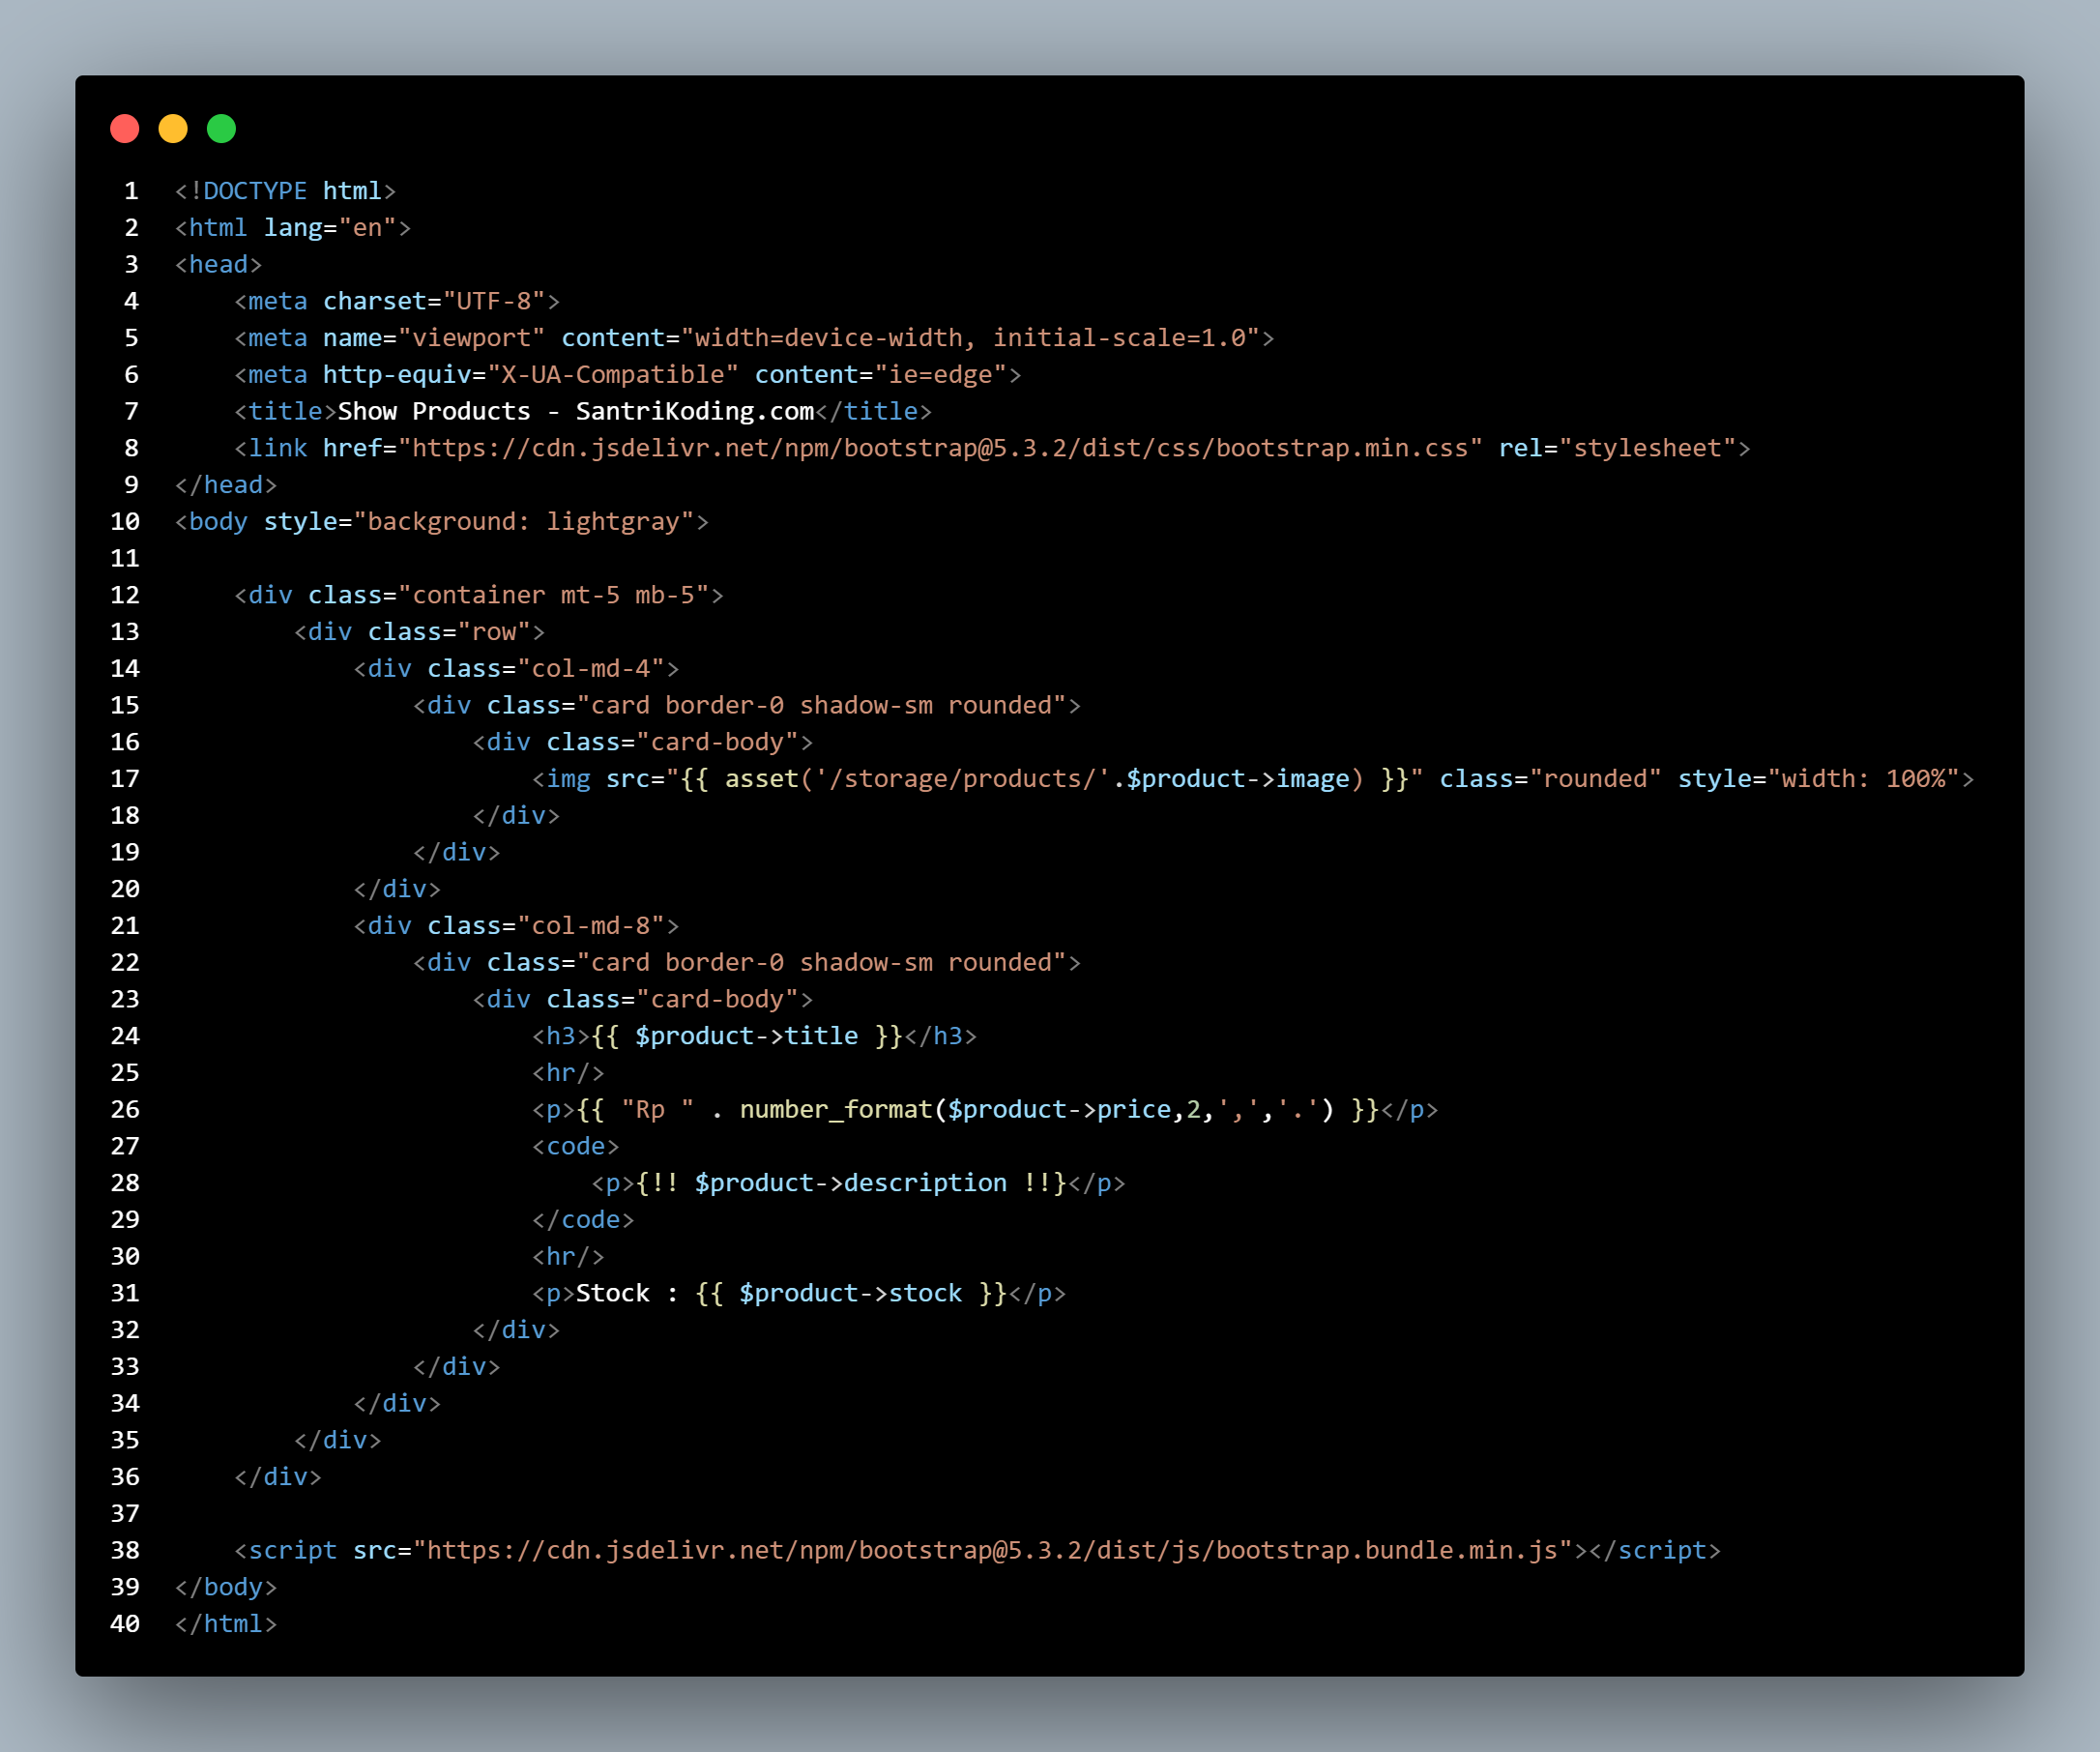 1 <!DOCTYPE html>
2 <html lang="en">
3 <head>
4     <meta charset="UTF-8">
5     <meta name="viewport" content="width=device-width, initial-scale=1.0">
6     <meta http-equiv="X-UA-Compatible" content="ie=edge">
7     <title>Show Products - SantriKoding.com</title>
8     <link href="https://cdn.jsdelivr.net/npm/bootstrap@5.3.2/dist/css/bootstrap.min.css" rel="stylesheet">
9 </head>
10 <body style="background: lightgray">
11
12     <div class="container mt-5 mb-5">
13         <div class="row">
14             <div class="col-md-4">
15                 <div class="card border-0 shadow-sm rounded">
16                     <div class="card-body">
17                         <img src="{{ asset('/storage/products/'.$product->image) }}" class="rounded" style="width: 100%">
18                     </div>
19                 </div>
20             </div>
21             <div class="col-md-8">
22                 <div class="card border-0 shadow-sm rounded">
23                     <div class="card-body">
24                         <h3>{{ $product->title }}</h3>
25                         <hr/>
26                         <p>{{ "Rp " . number_format($product->price,2,',','.') }}</p>
27                         <code>
28                             <p>{!! $product->description !!}</p>
29                         </code>
30                         <hr/>
31                         <p>Stock : {{ $product->stock }}</p>
32                     </div>
33                 </div>
34             </div>
35         </div>
36     </div>
37
38     <script src="https://cdn.jsdelivr.net/npm/bootstrap@5.3.2/dist/js/bootstrap.bundle.min.js"></script>
39 </body>
40 </html>